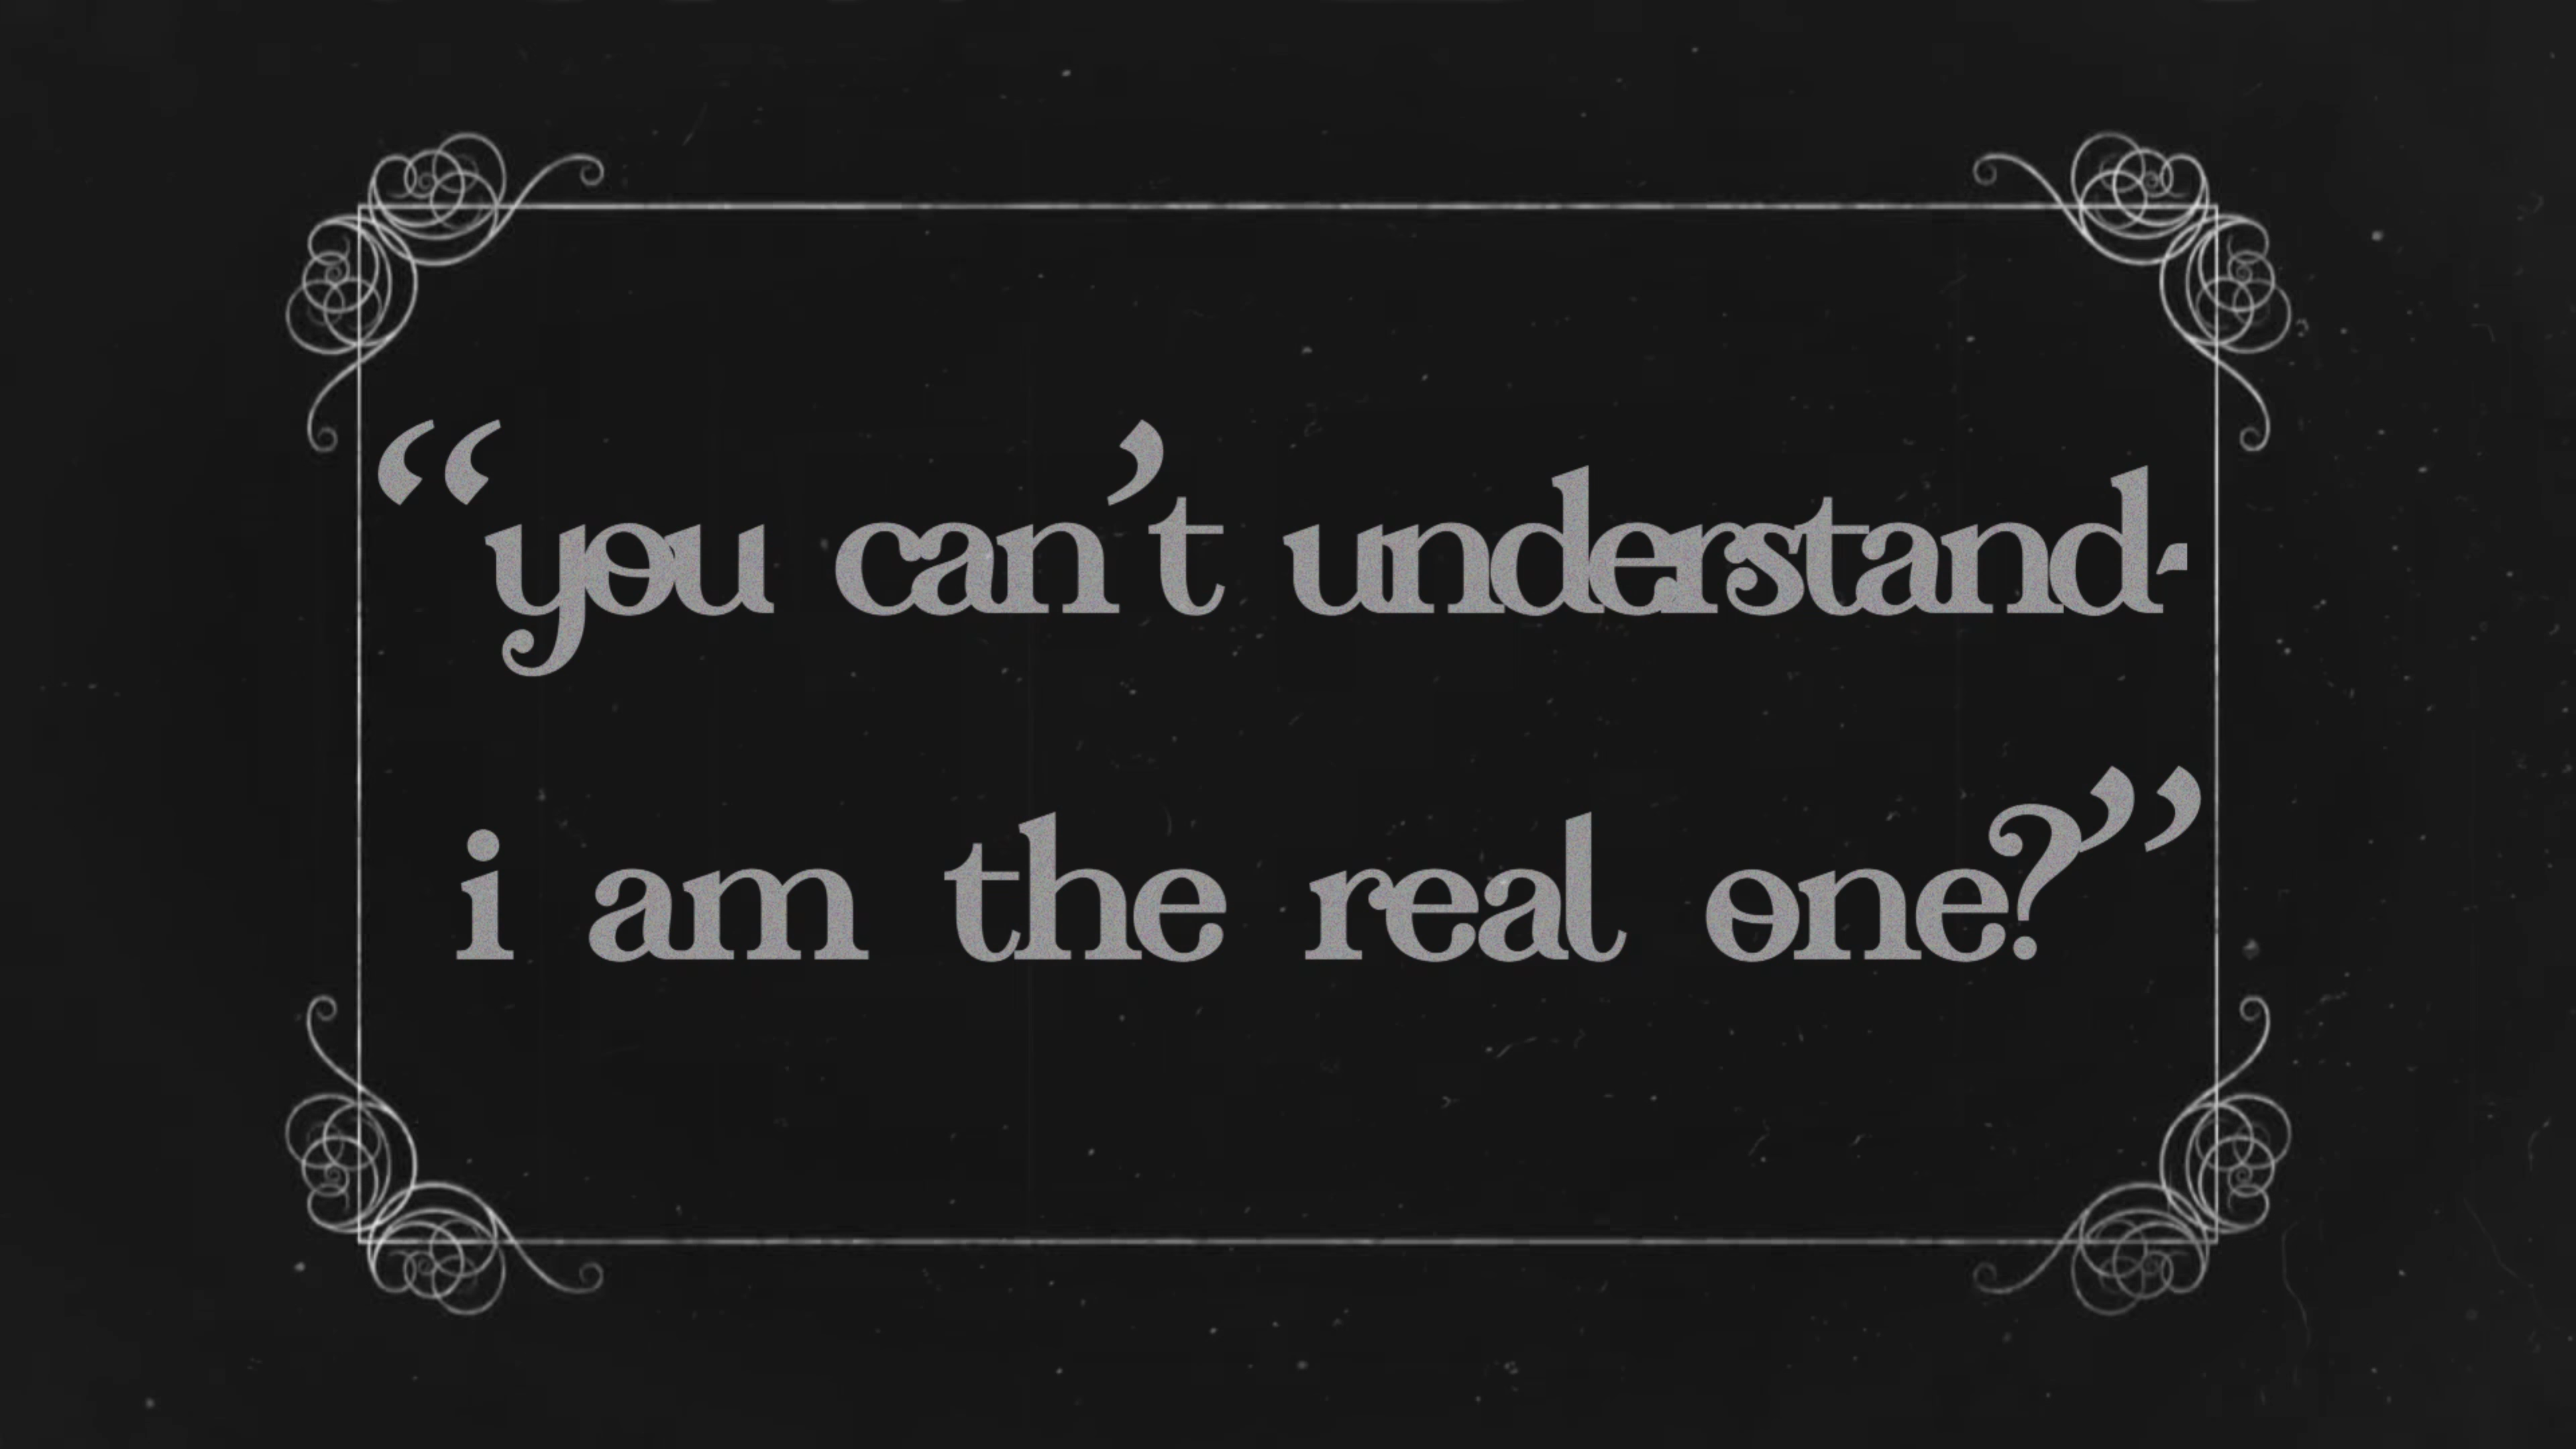 “you can’t understand-
i am the real one?”